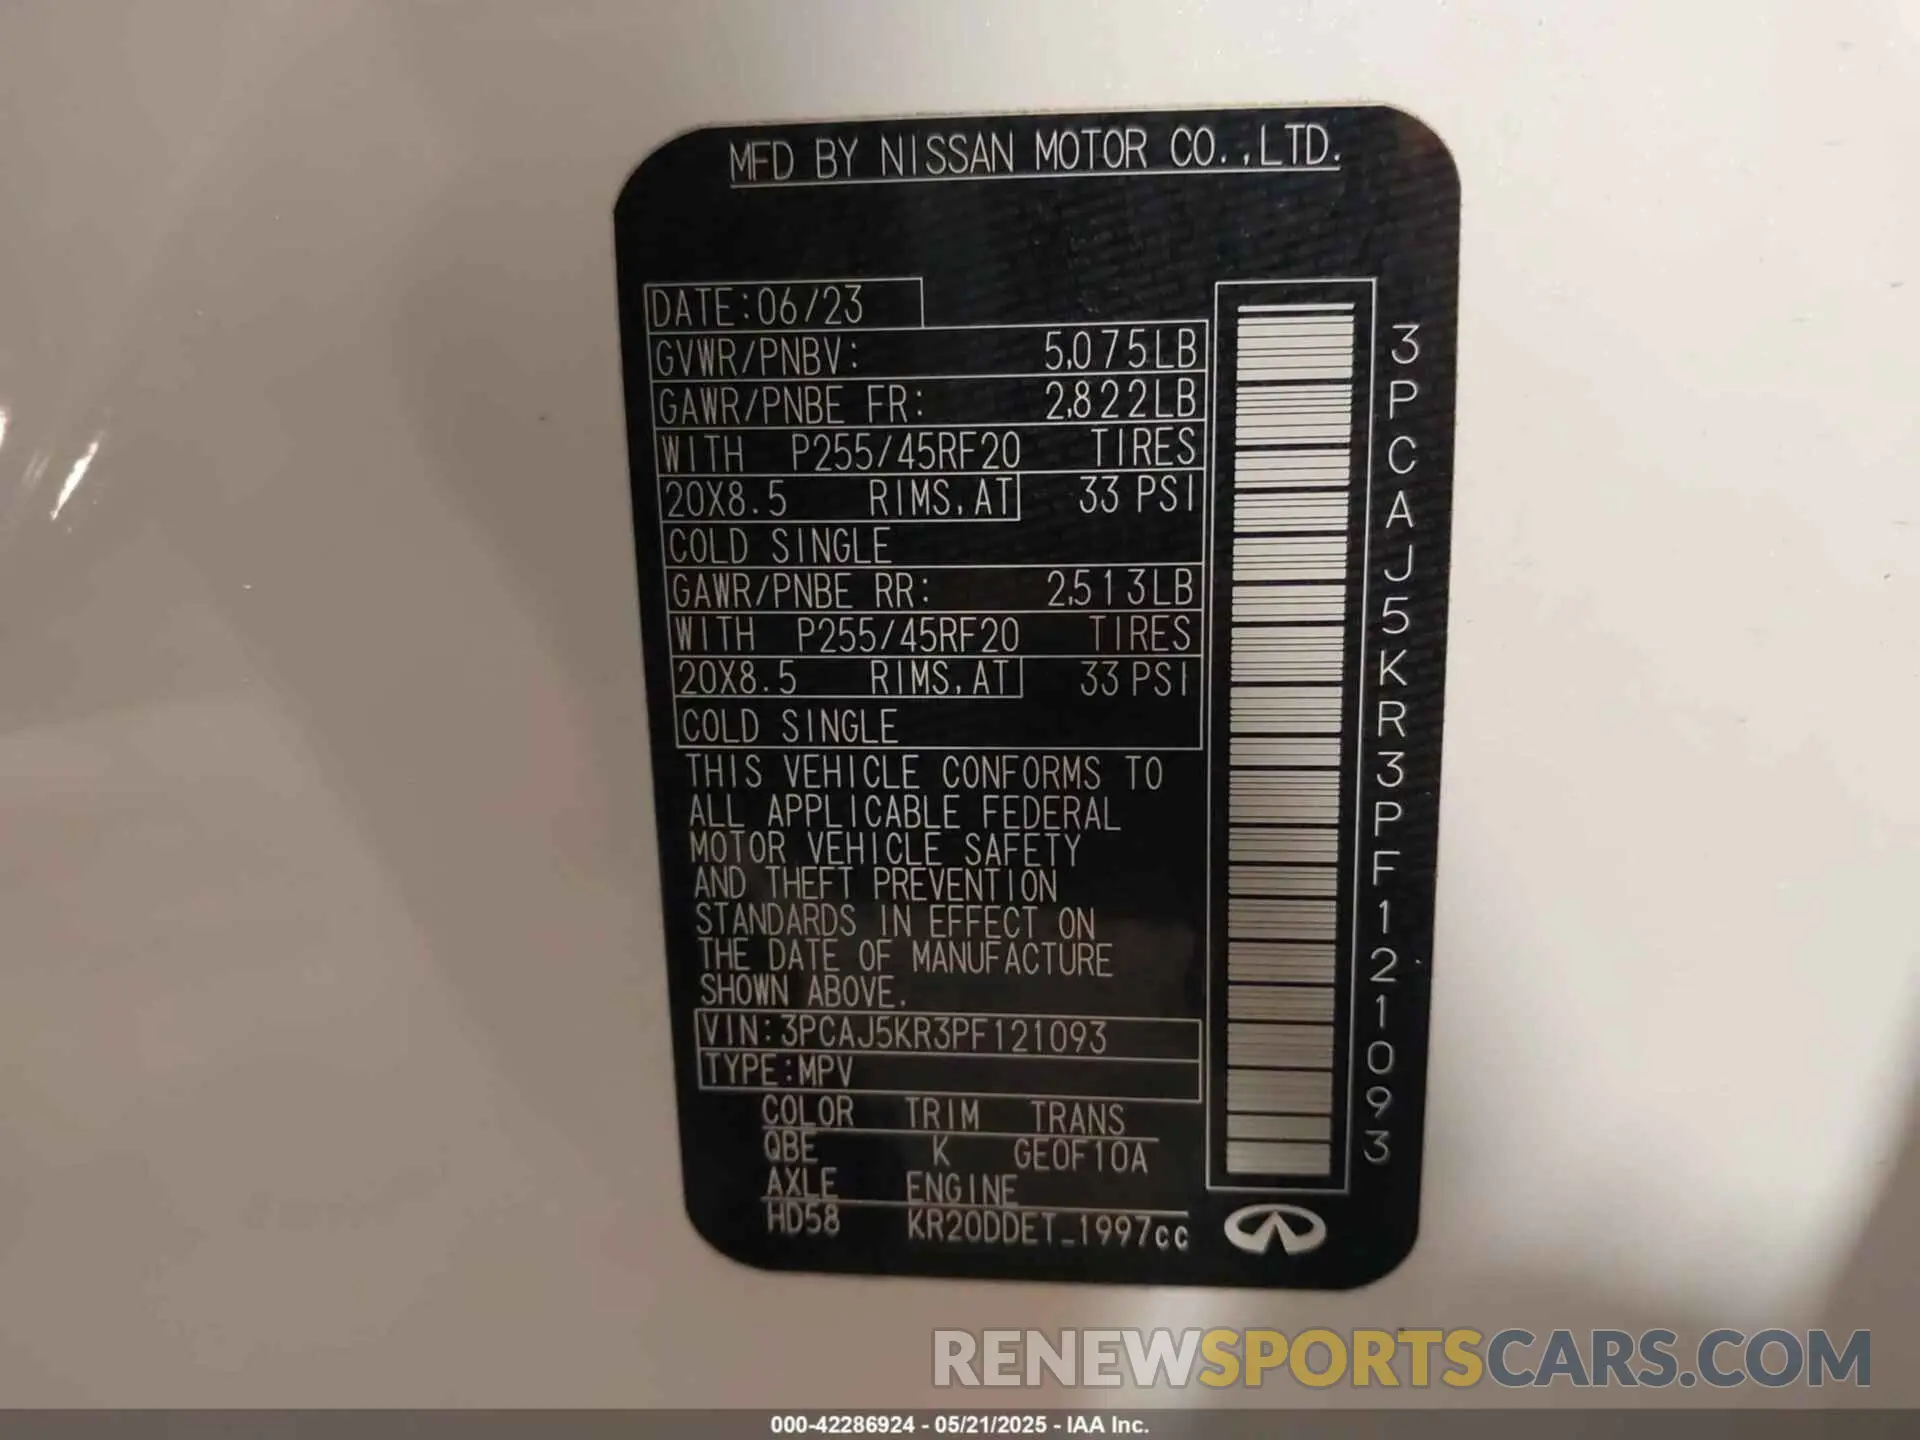 MFD BY NISSAN MOTOR CO.,LTD.
DATE:06/23
GVWR/PNBV: 5,075LB
GAWR/PNBE FR: 2,822LB
WITH P255/45RF20 TIRES
20X8.5 RIMS,AT 33 PSI
COLD SINGLE
GAWR/PNBE RR: 2,513LB
WITH P255/45RF20 TIRES
20X8.5 RIMS,AT 33 PSI
COLD SINGLE
THIS VEHICLE CONFORMS TO
ALL APPLICABLE FEDERAL
MOTOR VEHICLE SAFETY
AND THEFT PREVENTION
STANDARDS IN EFFECT ON
THE DATE OF MANUFACTURE
SHOWN ABOVE.
VIN:3PCAJ5KR3PF121093
TYPE:MPV
COLOR TRIM TRANS
QBE K GE0F10A
AXLE ENGINE
HD58 KR20DDET_1997cc
3PCAJ5KR3PF121093
RENEWSPORTSCARS.COM
000-42286924 - 05/21/2025 - IAA Inc.